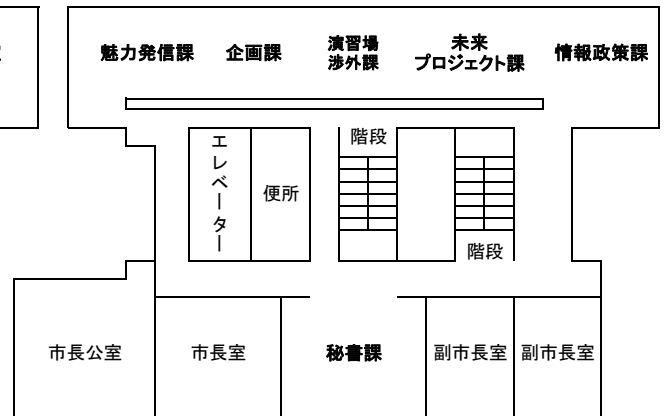 魅力発信課
企画課
演習場
渉外課
未来
プロジェクト課
情報政策課
エレベーター
便所
階段
階段
市長公室
市長室
秘書課
副市長室
副市長室